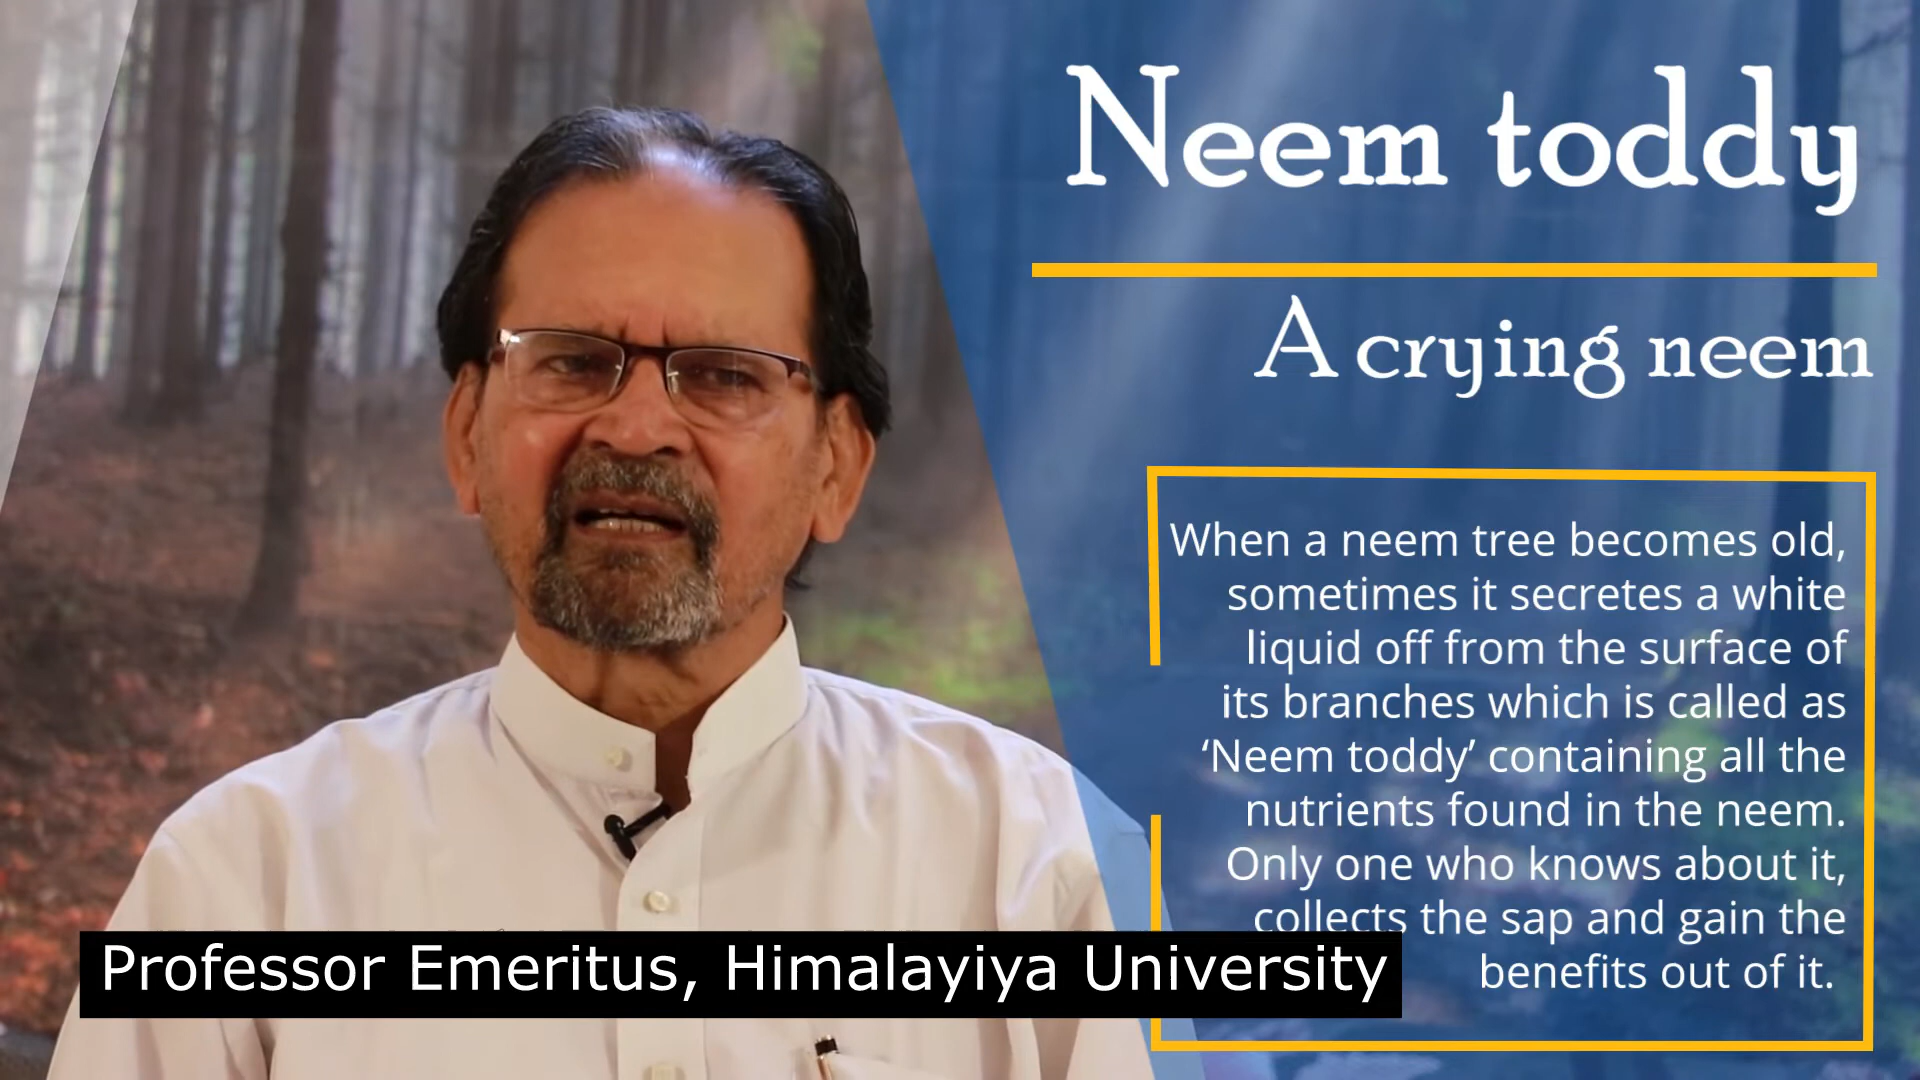 Neem toddy
A crying neem
When a neem tree becomes old,
sometimes it secretes a white
liquid off from the surface of
its branches which is called as
‘Neem toddy’ containing all the
nutrients found in the neem.
Only one who knows about it,
collects the sap and gain the
benefits out of it.
Professor Emeritus, Himalayiya University